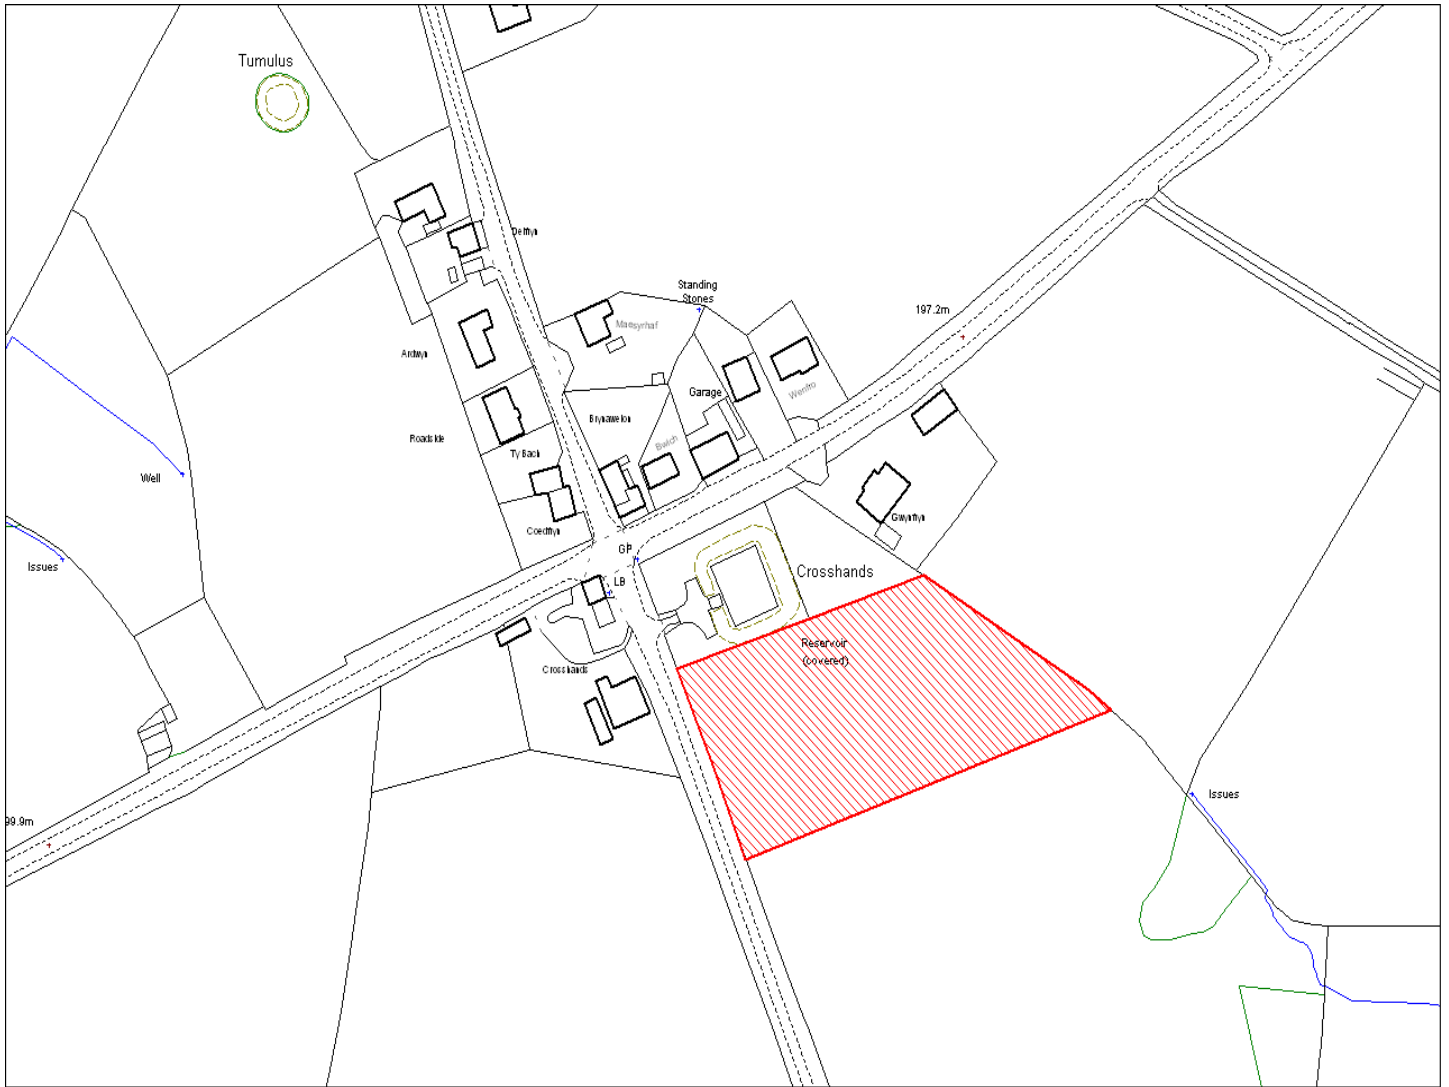 Tumulus
Delfryn
Standing
Stones
197.2m
Maesyrhaf
Ardwyn
Garage
Wenfro
Brynawelon
Roadside
Bwlch
Ty Bach
Well
Gwynfryn
Coedffyn
GP
Issues
Crosshands
LB
Reservoir
(covered)
Crosshands
Issues
99.9m